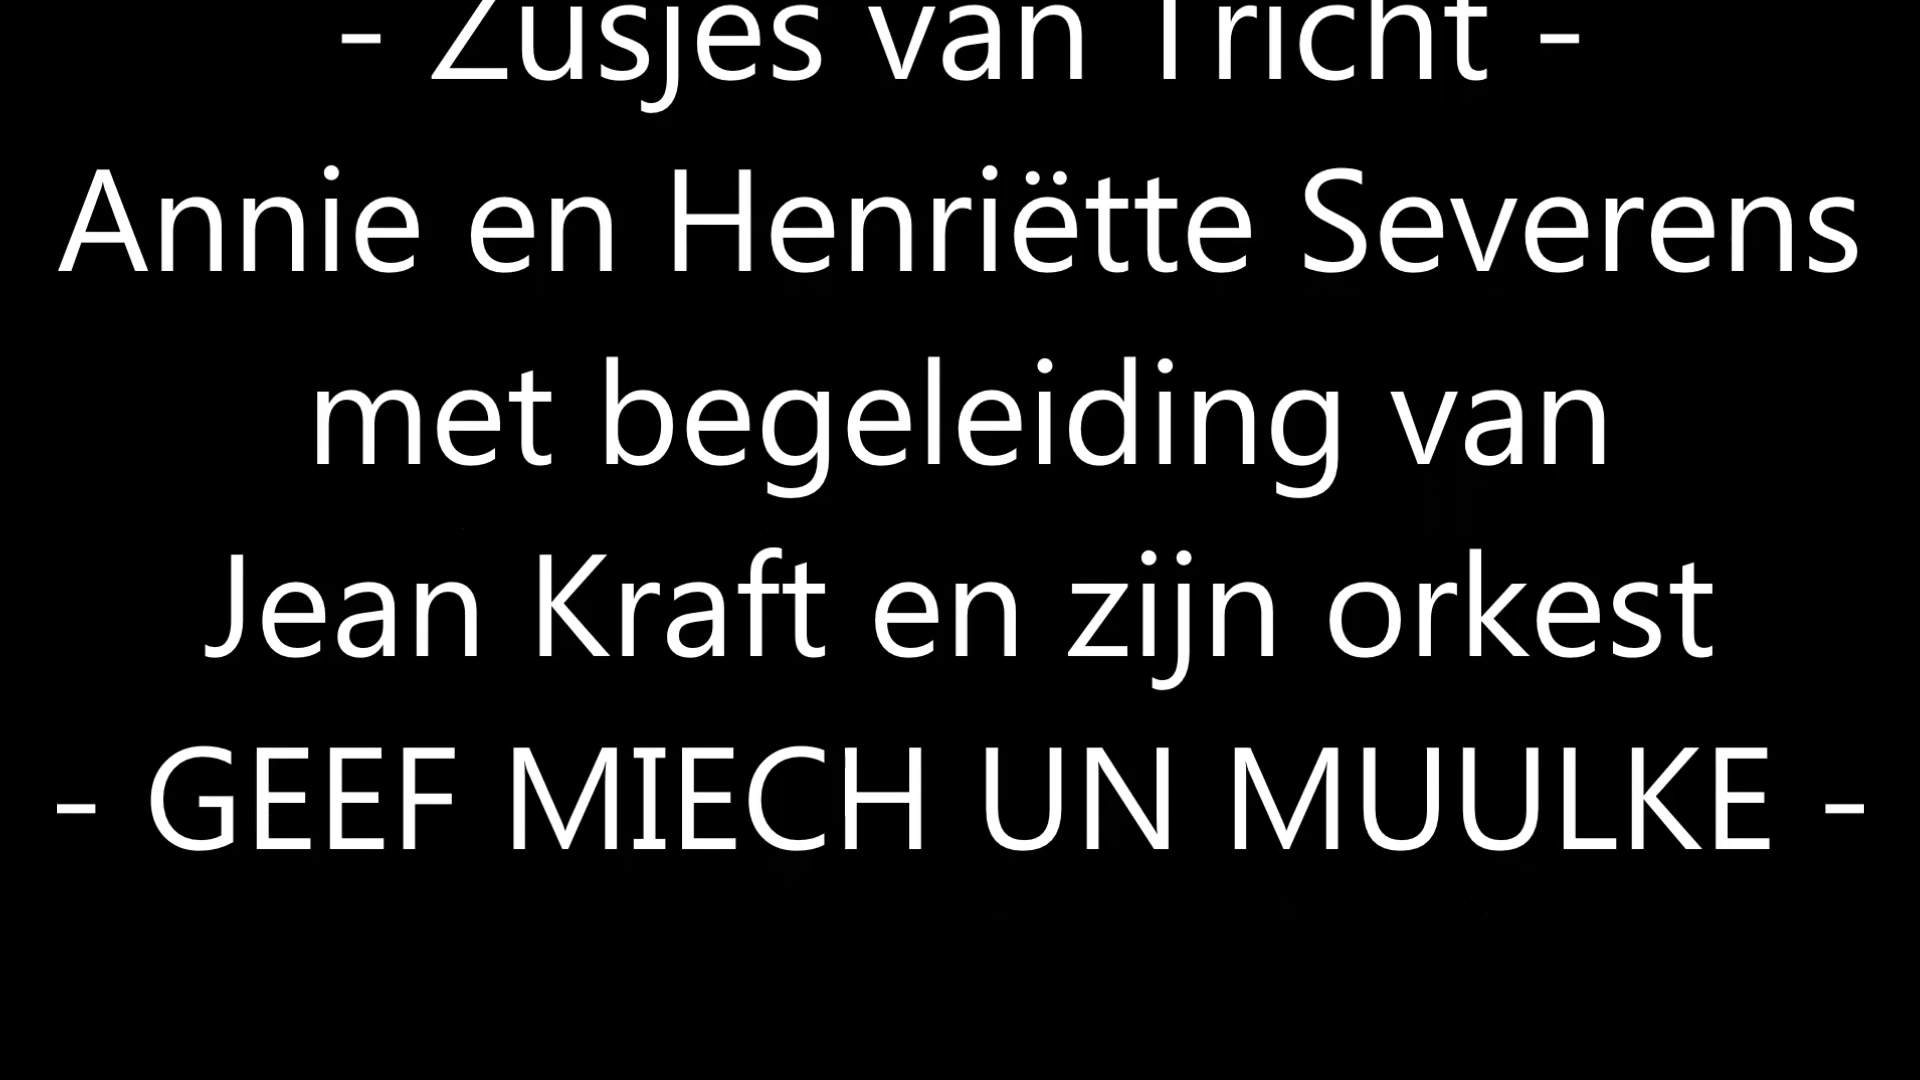 - Zusjes van Tricht -
Annie en Henriëtte Severens
met begeleiding van
Jean Kraft en zijn orkest
- GEEF MIECH UN MUULKE -